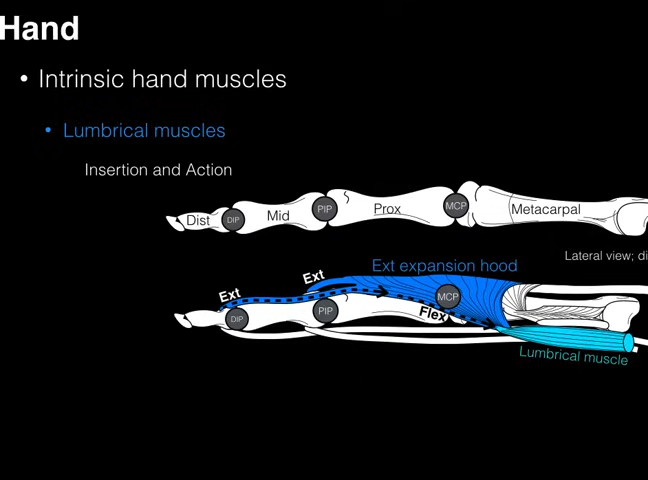 Hand
• Intrinsic hand muscles
• Lumbrical muscles
Insertion and Action
Dist DIP Mid PIP Prox MCP Metacarpal
Lateral view; di
Ext expansion hood
Ext
Ext
MCP
PIP
Flex
DIP
Lumbrical muscle